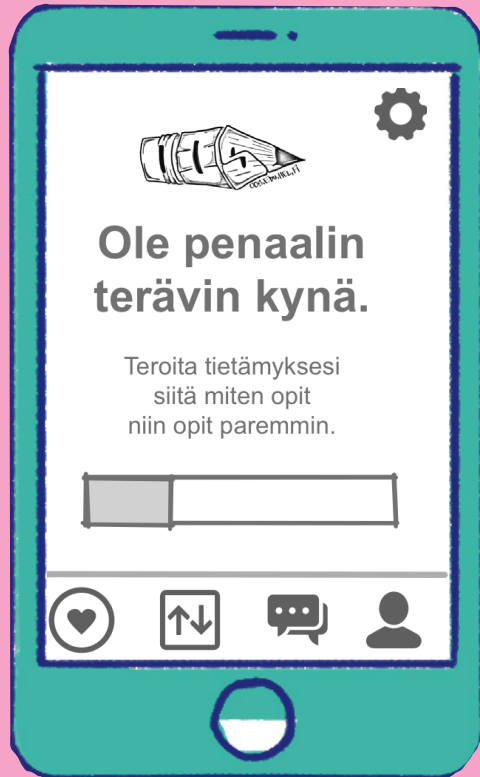 Ole penaalin
terävin kynä.
Teroita tietämyksesi
siitä miten opit
niin opit paremmin.